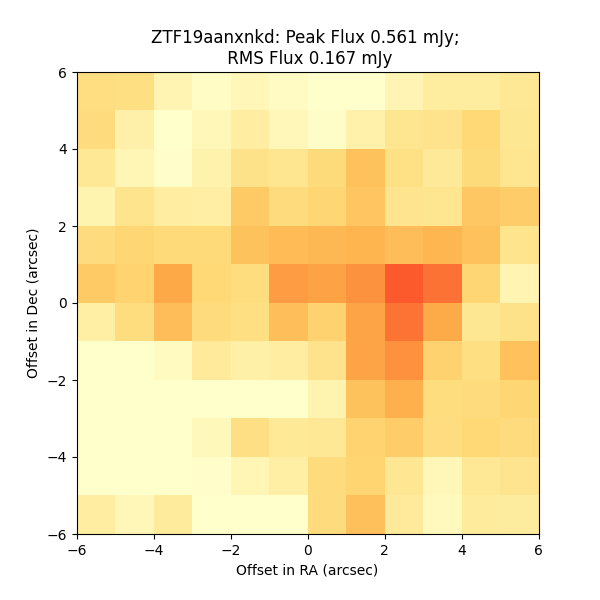 ZTF19aanxnkd: Peak Flux 0.561 mJy;
RMS Flux 0.167 mJy
6
4
2
0
−2
−4
−6
Offset in Dec (arcsec)
−6 −4 −2 0 2 4 6
Offset in RA (arcsec)